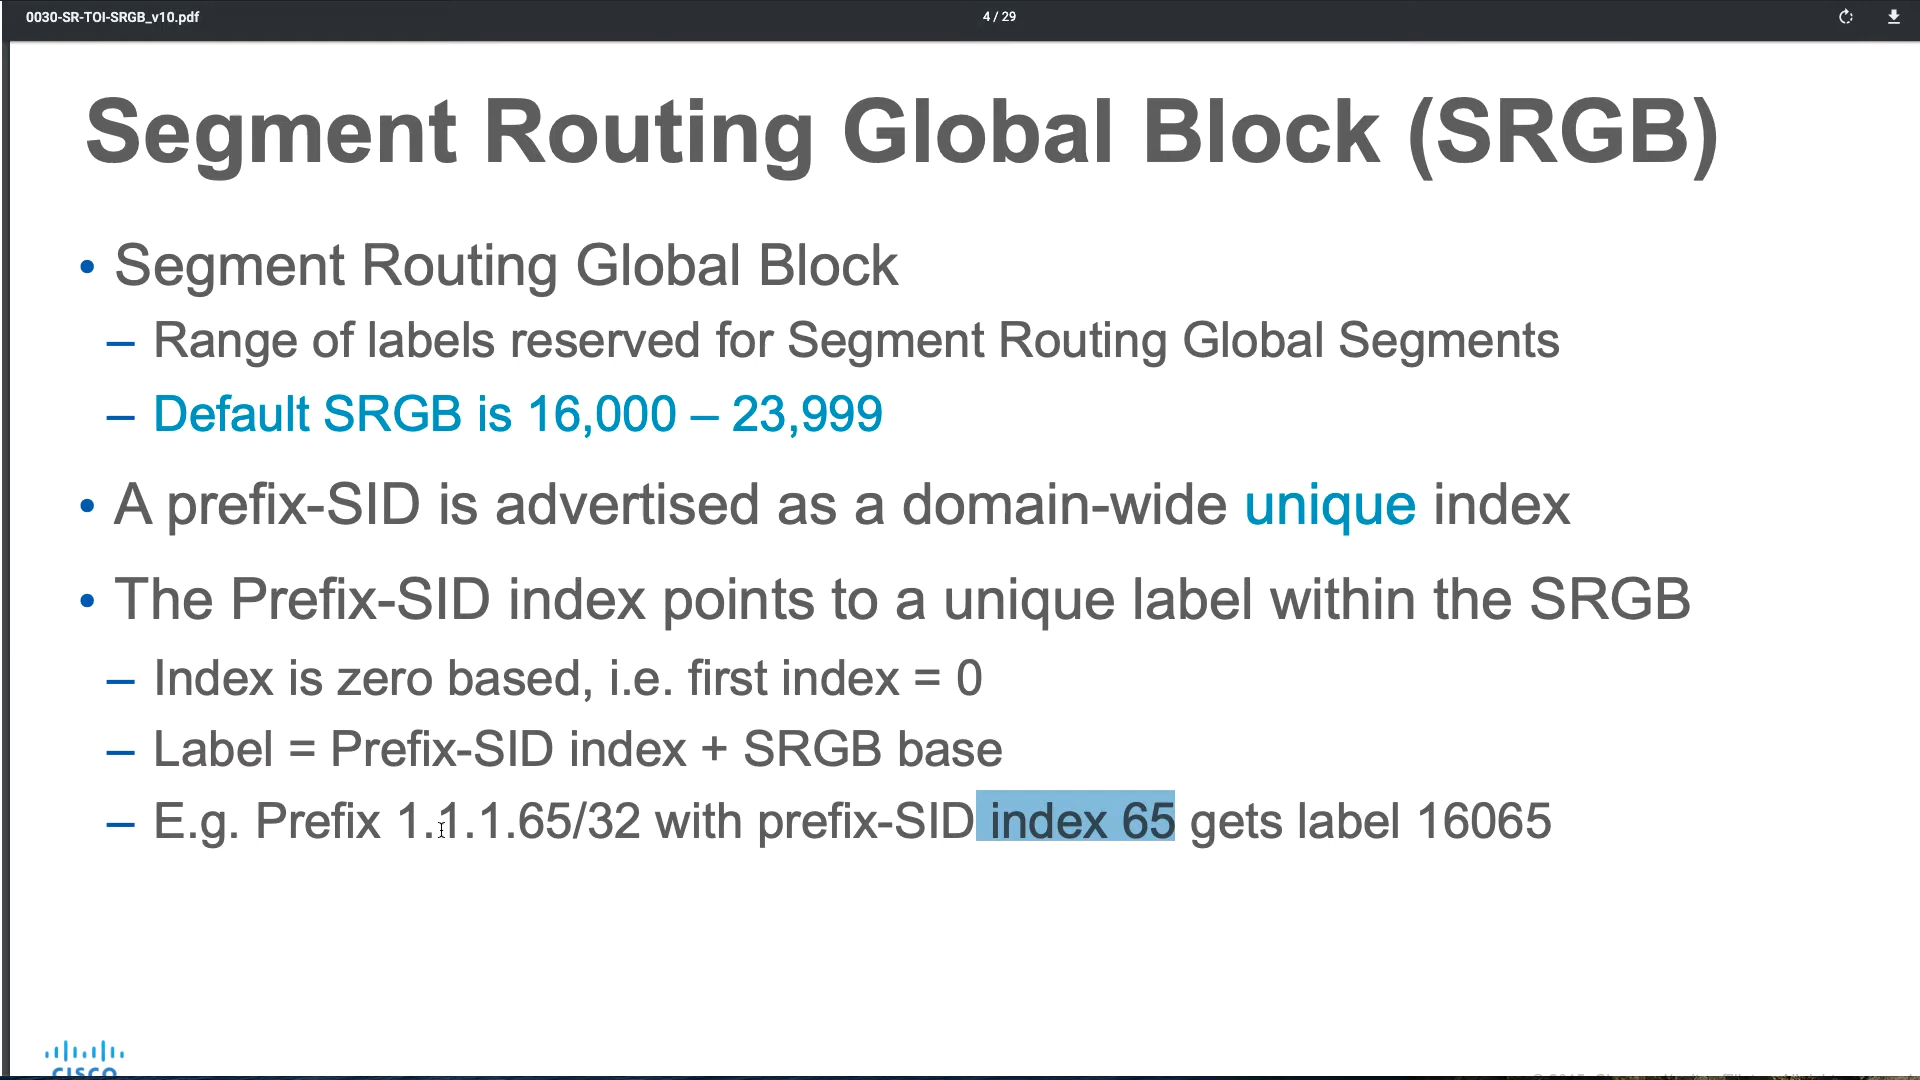 0030-SR-TOI-SRGB_v10.pdf
4 / 29
Segment Routing Global Block (SRGB)
• Segment Routing Global Block
– Range of labels reserved for Segment Routing Global Segments
– Default SRGB is 16,000 – 23,999
• A prefix-SID is advertised as a domain-wide unique index
• The Prefix-SID index points to a unique label within the SRGB
– Index is zero based, i.e. first index = 0
– Label = Prefix-SID index + SRGB base
– E.g. Prefix 1.1.1.65/32 with prefix-SID index 65 gets label 16065
CISCO